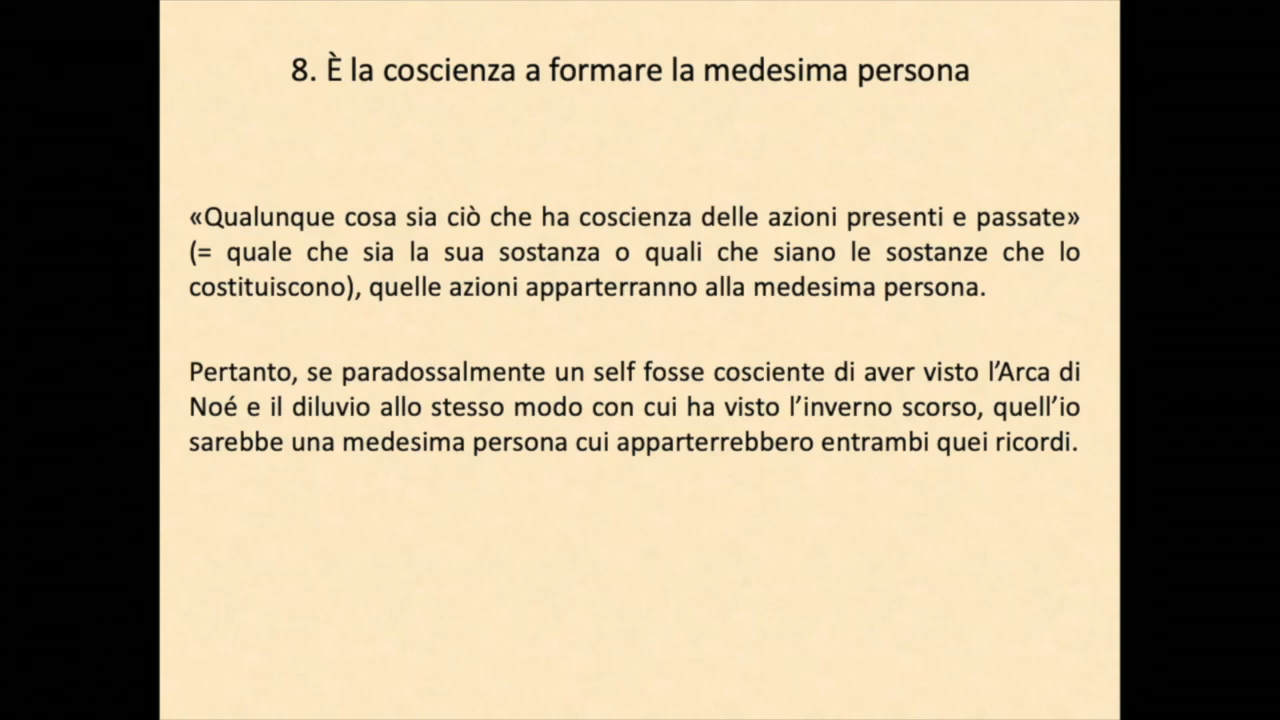 8. È la coscienza a formare la medesima persona
«Qualunque cosa sia ciò che ha coscienza delle azioni presenti e passate»
(= quale che sia la sua sostanza o quali che siano le sostanze che lo
costituiscono), quelle azioni apparterranno alla medesima persona.
Pertanto, se paradossalmente un self fosse cosciente di aver visto l’Arca di
Noé e il diluvio allo stesso modo con cui ha visto l’inverno scorso, quell’io
sarebbe una medesima persona cui apparterrebbero entrambi quei ricordi.